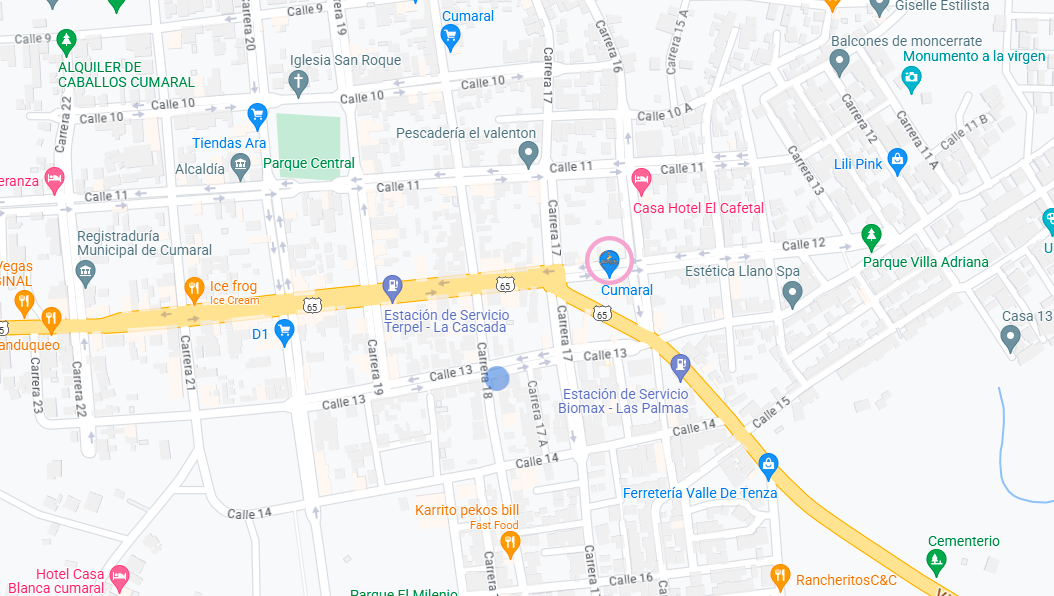 Calle 9
Calle 9
Carrera 20
Carrera 19
Cumaral
Giselle Estilista
Carrera 16
Carrera 15 A
Balcones de moncerrate
Monumento a la virgen
ALQUILER DE
CABALLOS CUMARAL
Iglesia San Roque
Carrera 17
Calle 10
Calle 10
Calle 10
Calle 10
Calle 10 A
Carrera 22
Carrera 12
Carrera 11 A
Calle 11 B
Tiendas Ara
Pescadería el valenton
Alcaldía
Parque Central
Calle 11
Calle 11
Carrera 13
Lili Pink
eranza
Calle 11
Calle 11
Casa Hotel El Cafetal
Carrera 17
Registraduría
Municipal de Cumaral
Calle 12
Parque Villa Adriana
U
Vegas
INAL
Ice frog
Ice Cream
65
65
65
Cumaral
Estética Llano Spa
Estación de Servicio
Terpel - La Cascada
Casa 13
5
anduqueo
D1
Carrera 17
Calle 13
Carrera 23
Carrera 22
Carrera 21
Carrera 19
Carrera 18
Calle 13
Calle 13
Carrera 17 A
Estación de Servicio
Biomax - Las Palmas
Calle 15
Calle 14
Calle 14
Ferretería Valle De Tenza
Calle 14
Karrito pekos bill
Fast Food
Cementerio
Hotel Casa
Blanca cumaral
Carrera
Carrera 17
Calle 16
RancheritosC&C
Parque El Milenio